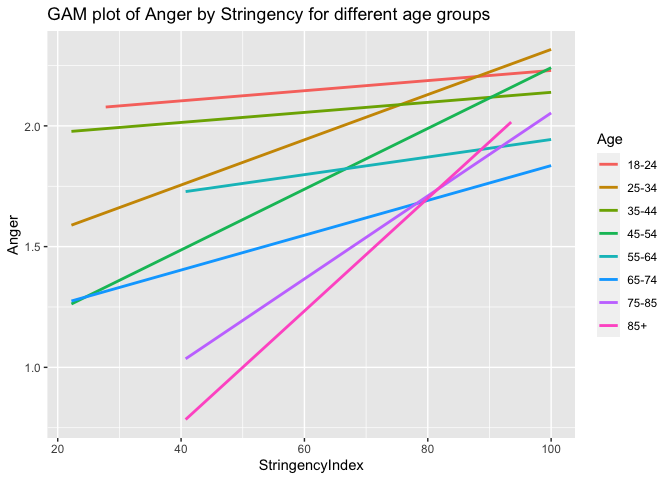 GAM plot of Anger by Stringency for different age groups
Anger
2.0
1.5
1.0
20 40 60 80 100
StringencyIndex
Age
18-24
25-34
35-44
45-54
55-64
65-74
75-85
85+